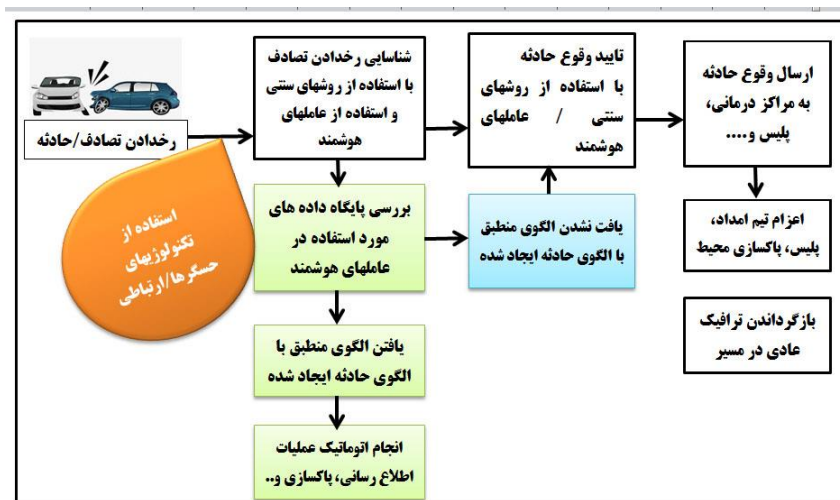 رخدادن تصادف/حادثه
شناسایی رخدادن تصادف
با استفاده از روشهای سنتی
و استفاده از عاملهای
هوشمند
تایید وقوع حادثه
با استفاده از روشهای
سنتی / عاملهای
هوشمند
ارسال وقوع حادثه
به مراکز درمانی،
پلیس و....
استفاده از
تکنولوژیهای
حسگرها/ارتباطی
بررسی پایگاه داده های
مورد استفاده در
عاملهای هوشمند
یافت نشدن الگوی منطبق
با الگوی حادثه ایجاد شده
اعزام تیم امداد،
پلیس، پاکسازی محیط
بازگرداندن ترافیک
عادی در مسیر
یافتن الگوی منطبق با
الگوی حادثه ایجاد شده
انجام اتوماتیک عملیات
اطلاع رسانی، پاکسازی و..